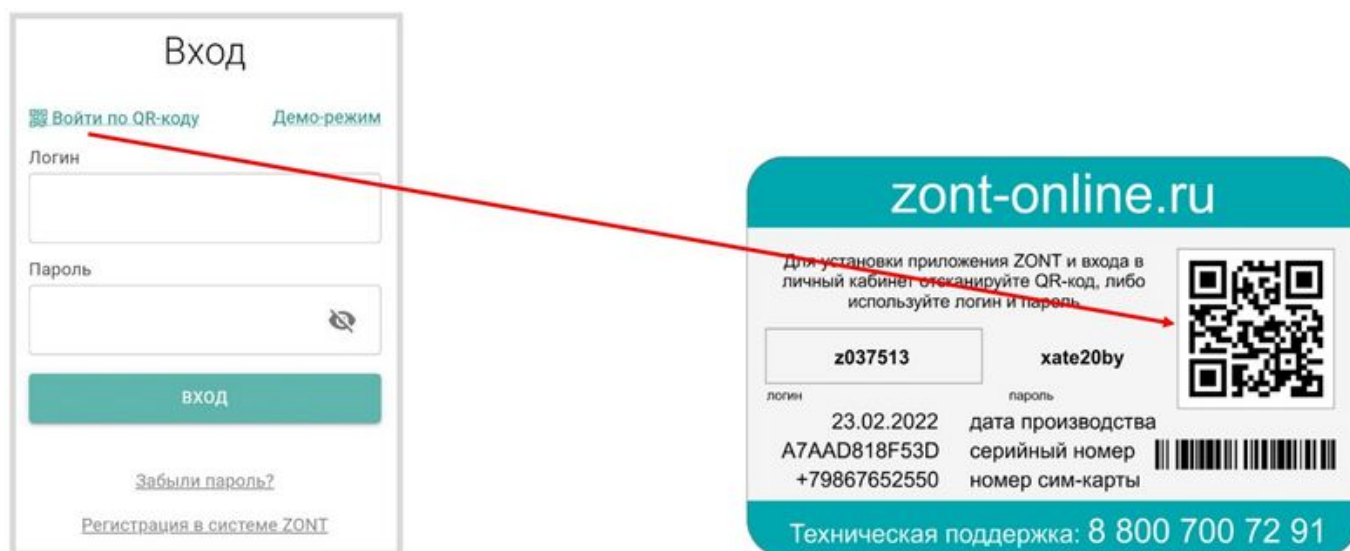 Вход
Войти по QR-коду
Демо-режим
Логин
Пароль
ВХОД
Забыли пароль?
Регистрация в системе ZONT
zont-online.ru
Для установки приложения ZONT и входа в
личный кабинет отсканируйте QR-код, либо
используйте логин и пароль
z037513
xate20by
логин
пароль
23.02.2022 дата производства
A7AAD818F53D серийный номер
+79867652550 номер сим-карты
Техническая поддержка: 8 800 700 72 91